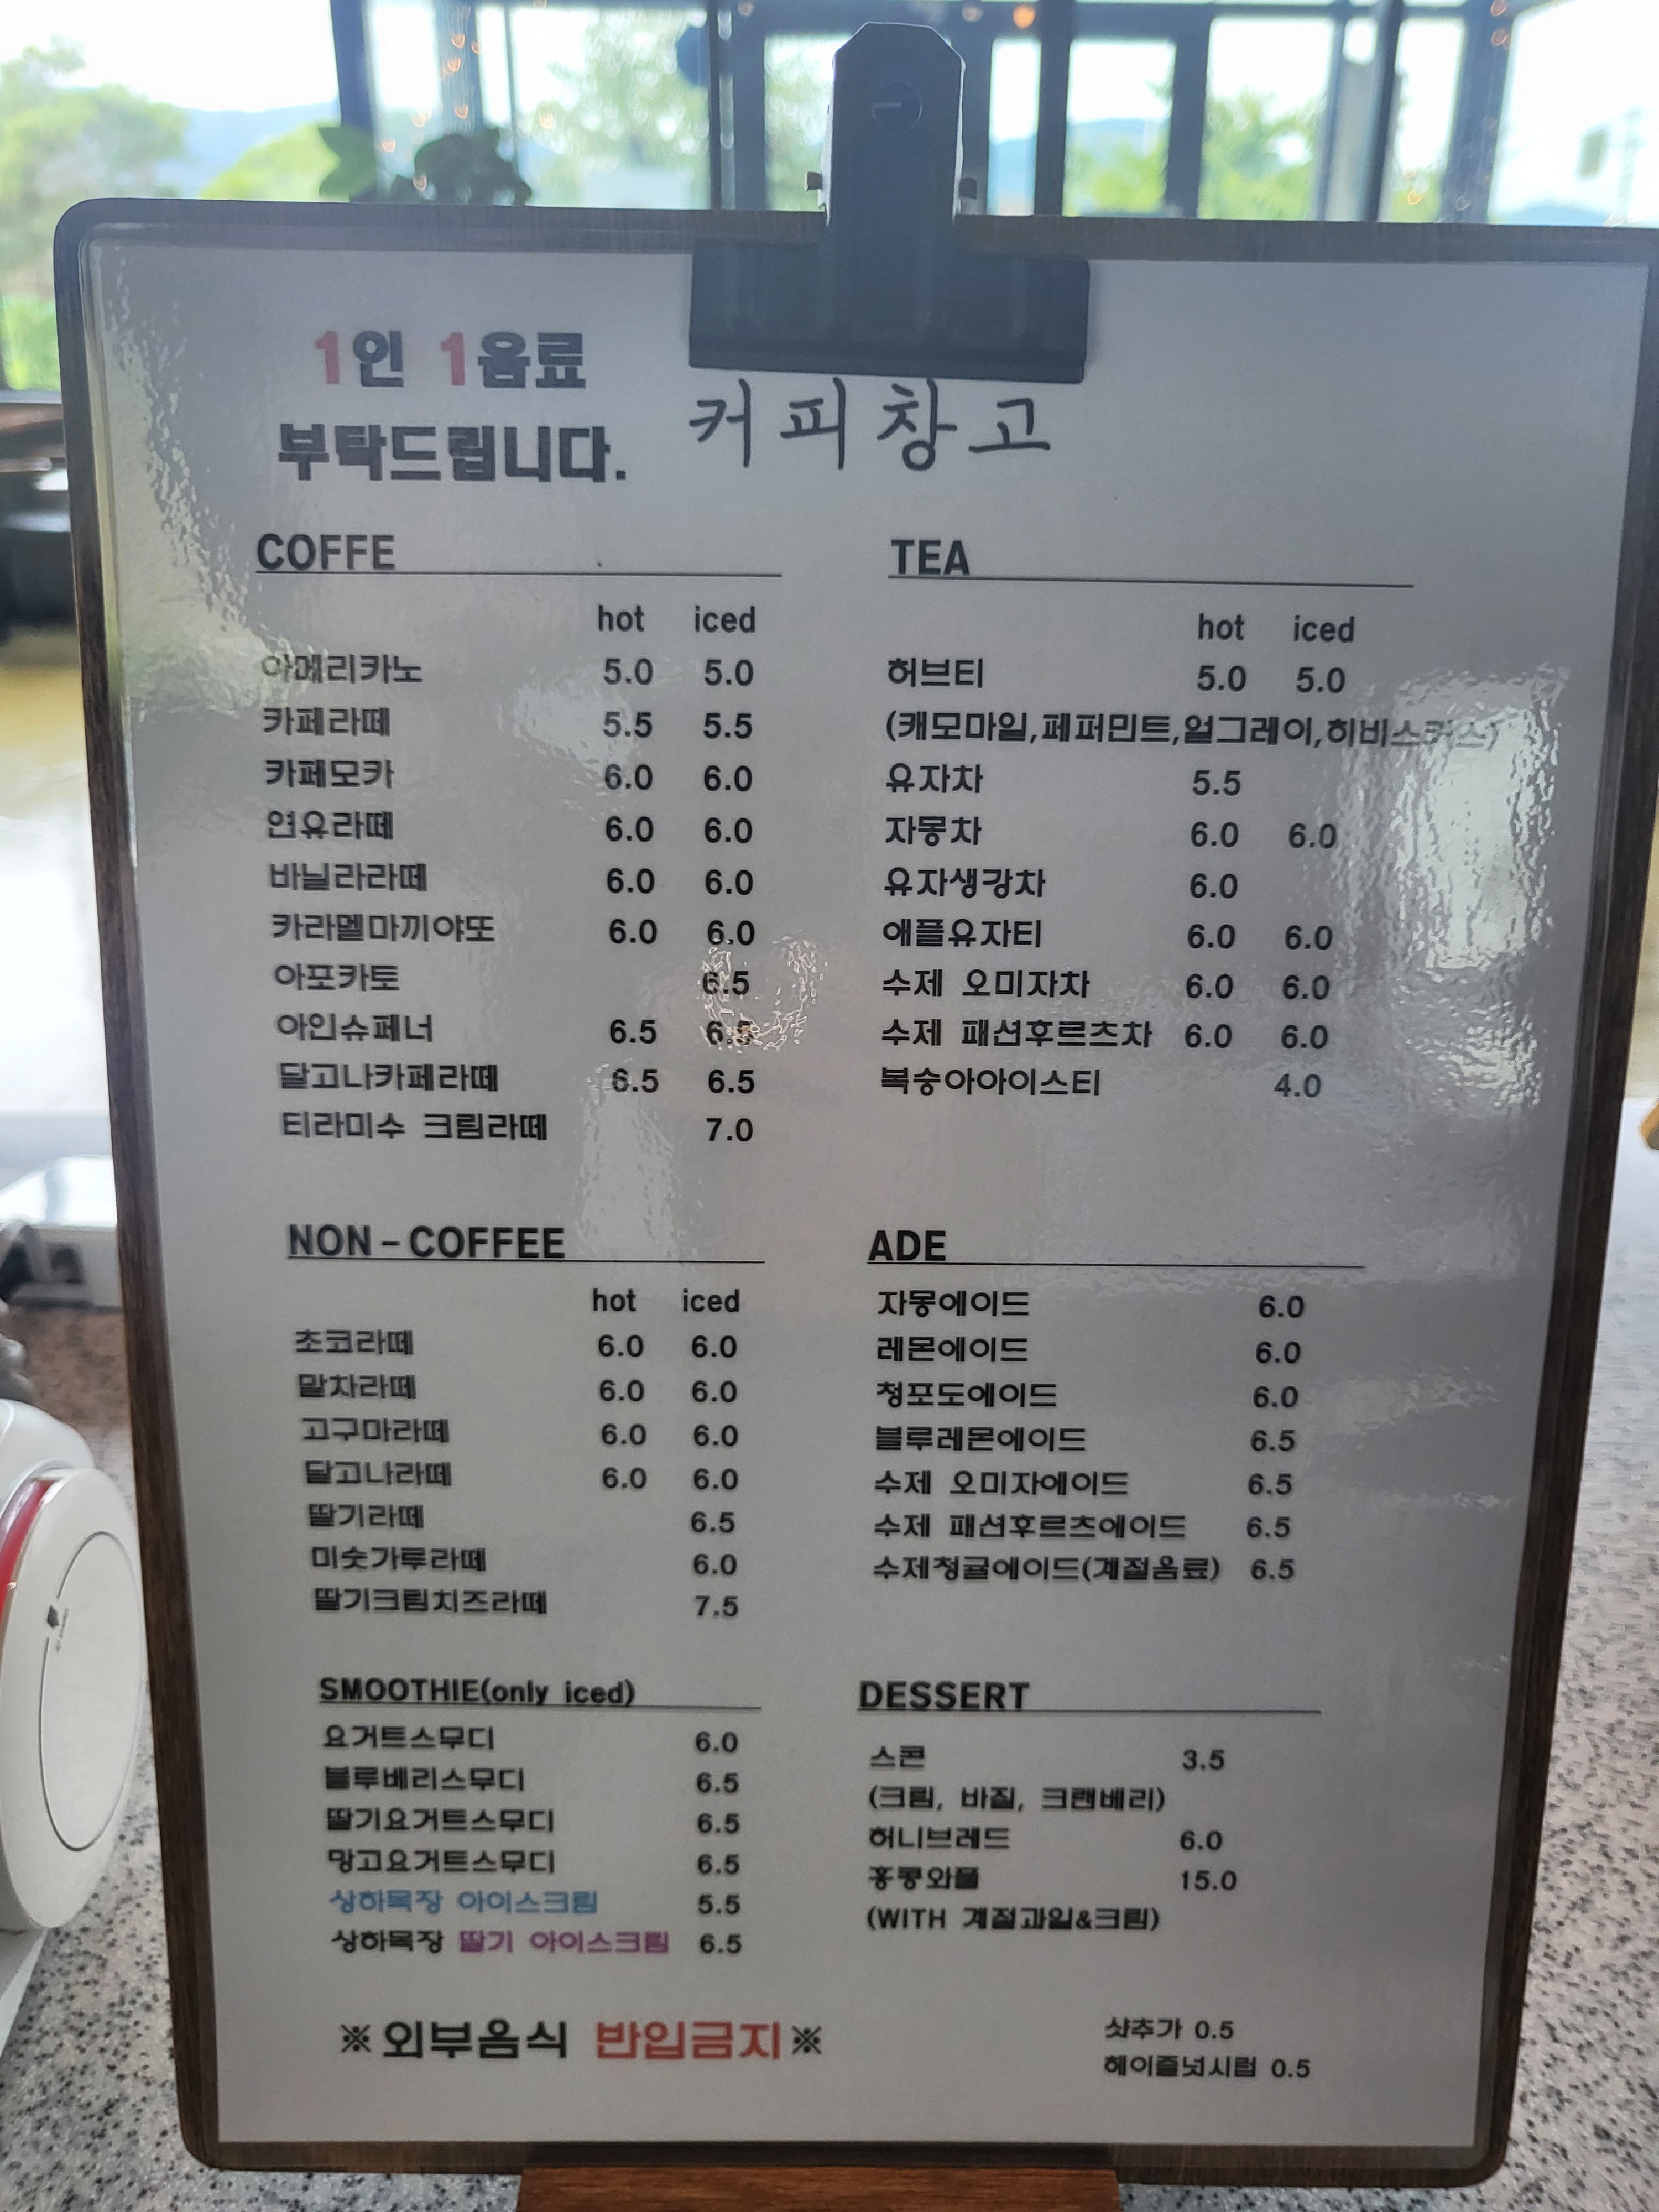 1인 1음료
부탁드립니다.
커피창고
COFFE
hot iced
아메리카노 5.0 5.0
카페라떼 5.5 5.5
카페모카 6.0 6.0
연유라떼 6.0 6.0
바닐라라떼 6.0 6.0
카라멜마끼야또 6.0 6.0
아포카토 6.5
아인슈페너 6.5 6.5
달고나카페라떼 6.5 6.5
티라미수 크림라떼 7.0
TEA
hot iced
허브티 5.0 5.0
(캐모마일,페퍼민트,얼그레이,히비스커스)
유자차 5.5
자몽차 6.0 6.0
유자생강차 6.0
애플유자티 6.0 6.0
수제 오미자차 6.0 6.0
수제 패션후르츠차 6.0 6.0
복숭아아이스티 4.0
NON-COFFEE
hot iced
초코라떼 6.0 6.0
말차라떼 6.0 6.0
고구마라떼 6.0 6.0
달고나라떼 6.0 6.0
딸기라떼 6.5
미숫가루라떼 6.0
딸기크림치즈라떼 7.5
ADE
자몽에이드 6.0
레몬에이드 6.0
청포도에이드 6.0
블루레몬에이드 6.5
수제 오미자에이드 6.5
수제 패션후르츠에이드 6.5
수제청귤에이드(계절음료) 6.5
SMOOTHIE(only iced)
요거트스무디 6.0
블루베리스무디 6.5
딸기요거트스무디 6.5
망고요거트스무디 6.5
상하목장 아이스크림 5.5
상하목장 딸기 아이스크림 6.5
DESSERT
스콘 3.5
(크림, 바질, 크랜베리)
허니브레드 6.0
홍콩와플 15.0
(WITH 계절과일&크림)
※외부음식 반입금지※
샷추가 0.5
헤이즐넛시럽 0.5